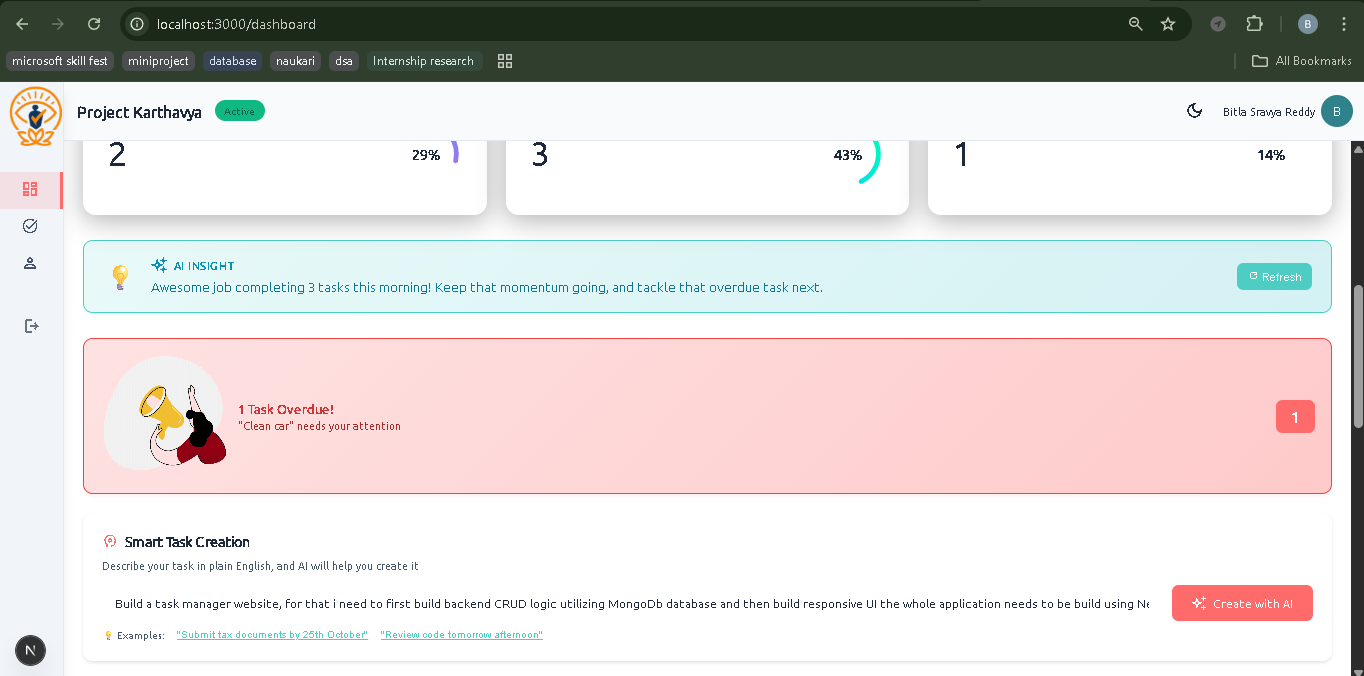 localhost:3000/dashboard
B
microsoft skill fest
miniproject
database
naukari
dsa
Internship research
All Bookmarks
Project Karthavya
Active
Bitla Sravya Reddy
B
2
29%
3
43%
1
14%
AI INSIGHT
Awesome job completing 3 tasks this morning! Keep that momentum going, and tackle that overdue task next.
Refresh
1 Task Overdue!
"Clean car" needs your attention
1
Smart Task Creation
Describe your task in plain English, and AI will help you create it
Build a task manager website, for that i need to first build backend CRUD logic utilizing MongoDb database and then build responsive UI the whole application needs to be build using Ne
Create with AI
Examples:
"Submit tax documents by 25th October"
"Review code tomorrow afternoon"
N